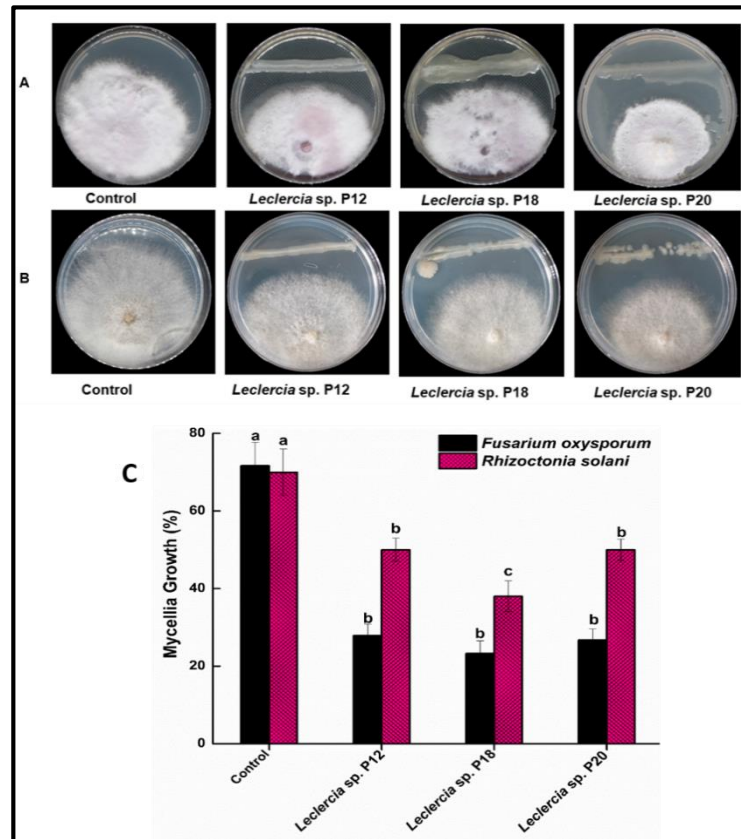 A
Control
Leclercia sp. P12
Leclercia sp. P18
Leclercia sp. P20
B
Control
Leclercia sp. P12
Leclercia sp. P18
Leclercia sp. P20
C
Mycellia Growth (%)
80
60
40
20
0
Fusarium oxysporum
Rhizoctonia solani
a
a
b
b
b
c
b
b
Control
Leclercia sp. P12
Leclercia sp. P18
Leclercia sp. P20